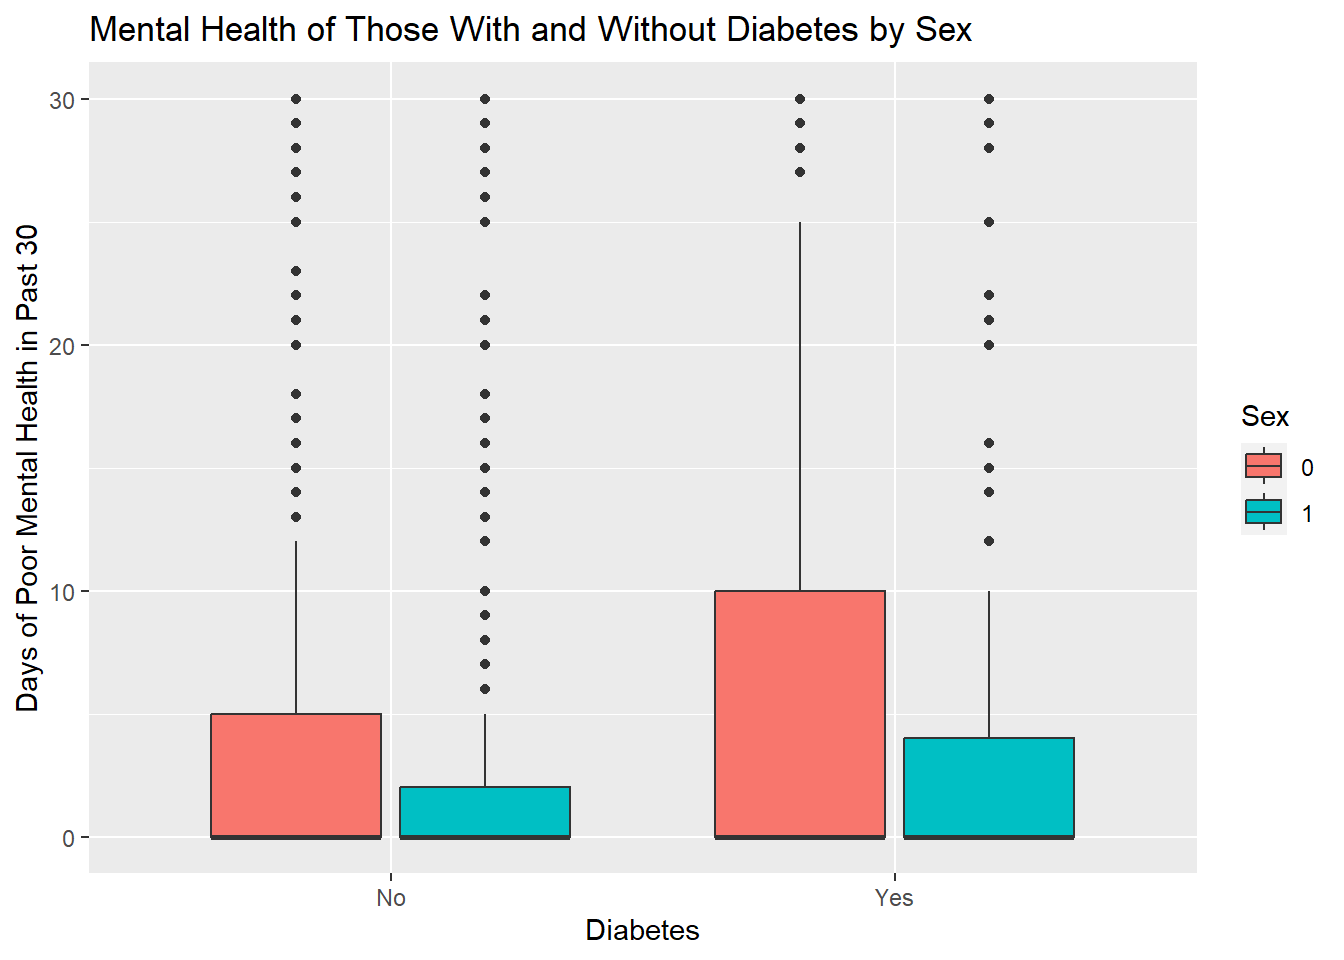 Mental Health of Those With and Without Diabetes by Sex
Days of Poor Mental Health in Past 30
30
20
10
0
No
Yes
Diabetes
Sex
0
1